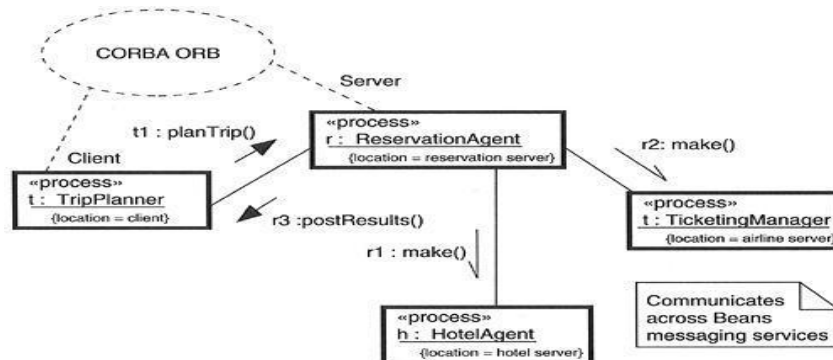 CORBA ORB
Server
«process»
r : ReservationAgent
{location = reservation server}
t1 : planTrip()
r2: make()
Client
«process»
t : TripPlanner
{location = client}
«process»
t : TicketingManager
{location = airline server}
r3 :postResults()
r1 : make()
«process»
h : HotelAgent
{location = hotel server}
Communicates
across Beans
messaging services